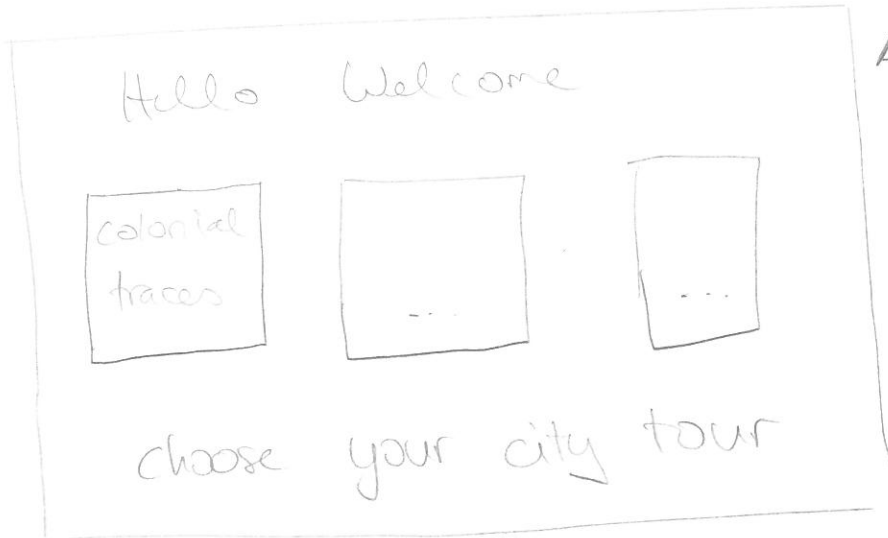 Hello Welcome
colonial
traces
...
...
choose your city tour